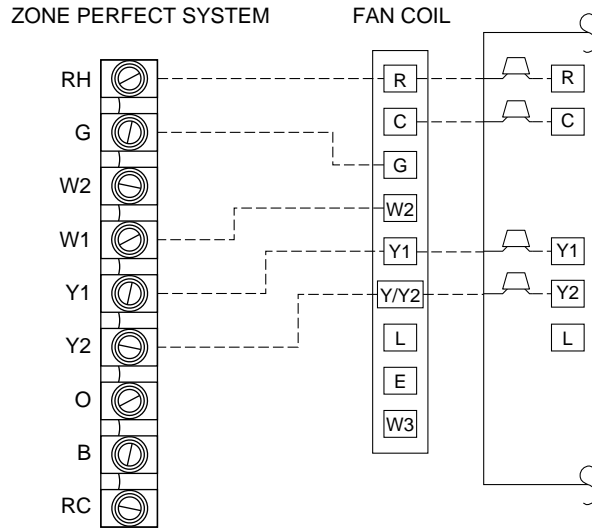 ZONE PERFECT SYSTEM
FAN COIL
RH
G
W2
W1
Y1
Y2
O
B
RC
R
C
G
W2
Y1
Y/Y2
L
E
W3
R
C
Y1
Y2
L